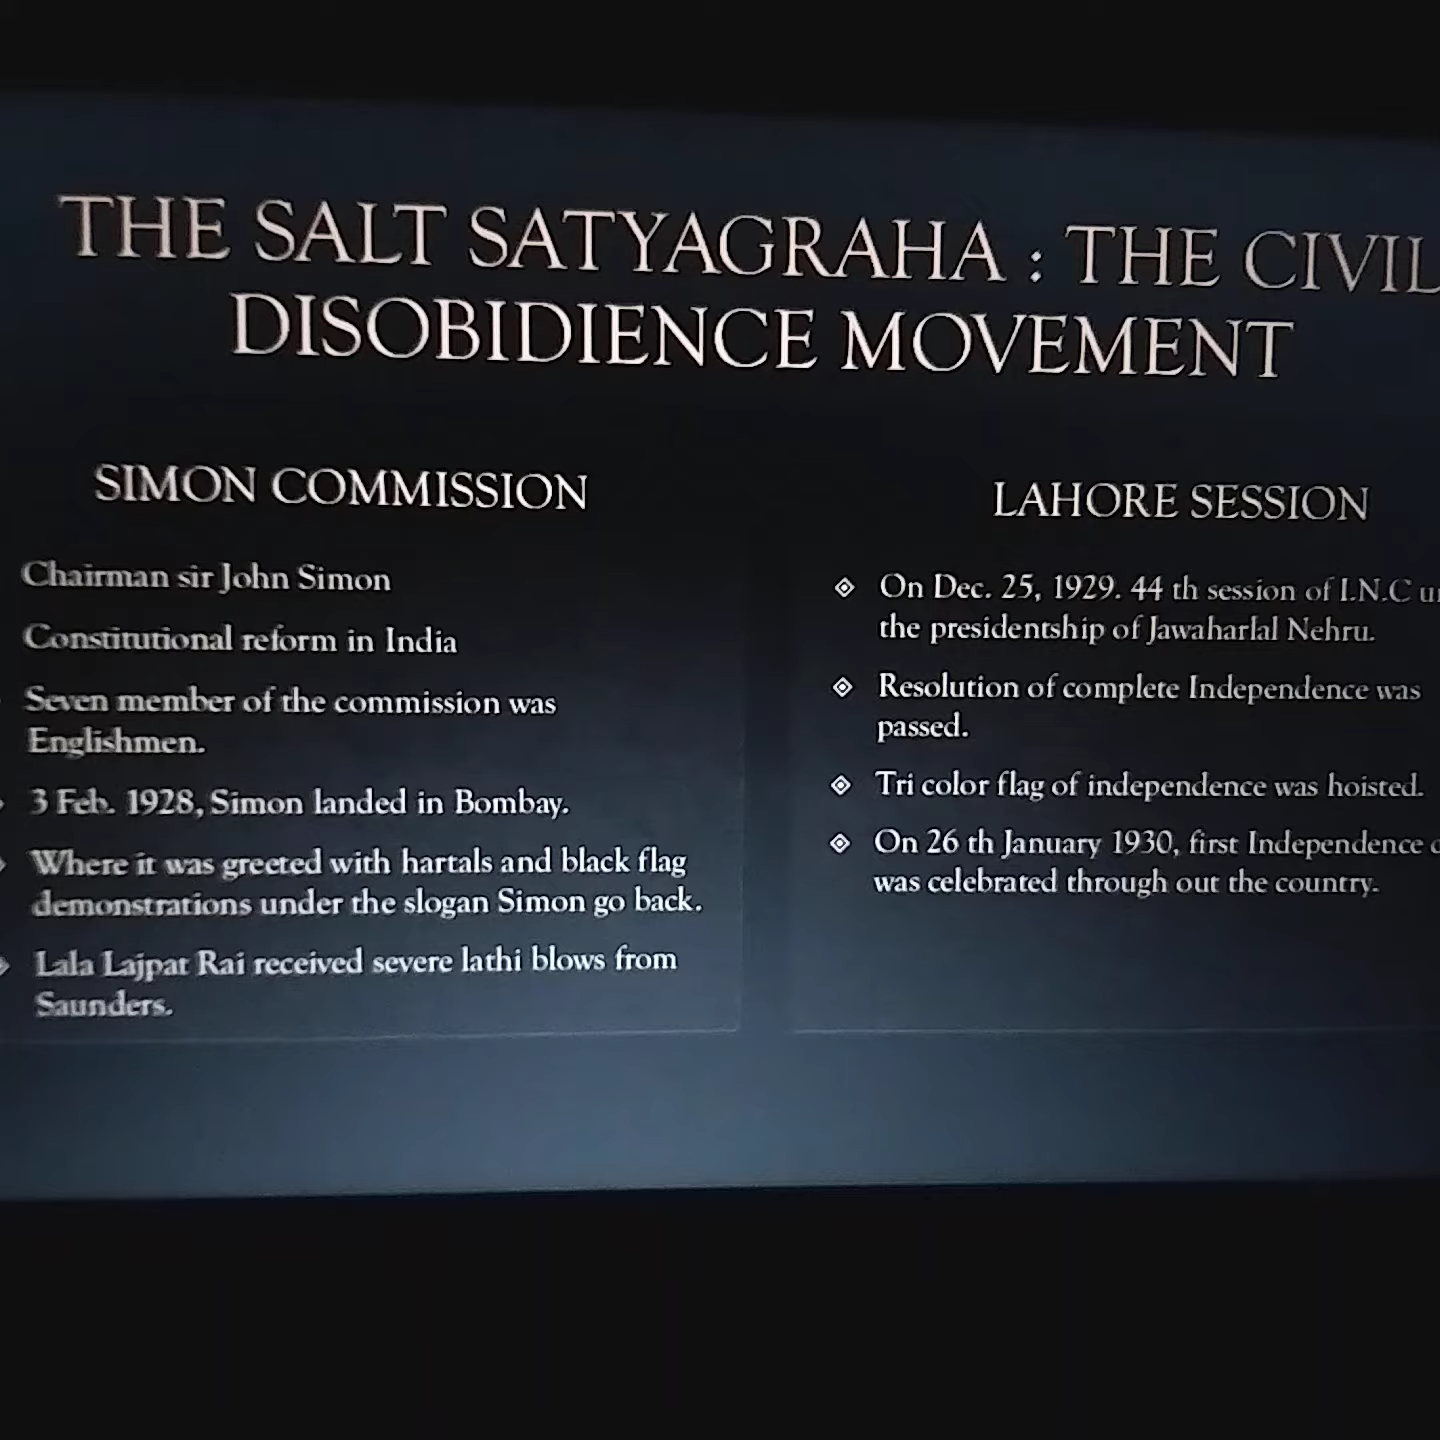 THE SALT SATYAGRAHA : THE CIVIL
DISOBIDIENCE MOVEMENT
SIMON COMMISSION
Chairman sir John Simon
Constitutional reform in India
Seven member of the commission was
Englishmen.
3 Feb. 1928, Simon landed in Bombay.
Where it was greeted with hartals and black flag
demonstrations under the slogan Simon go back.
Lala Lajpat Rai received severe lathi blows from
Saunders.
LAHORE SESSION
On Dec. 25, 1929. 44 th session of I.N.C
the presidentship of Jawaharlal Nehru.
Resolution of complete Independence was
passed.
Tri color flag of independence was hoisted.
On 26 th January 1930, first Independence
was celebrated through out the country.